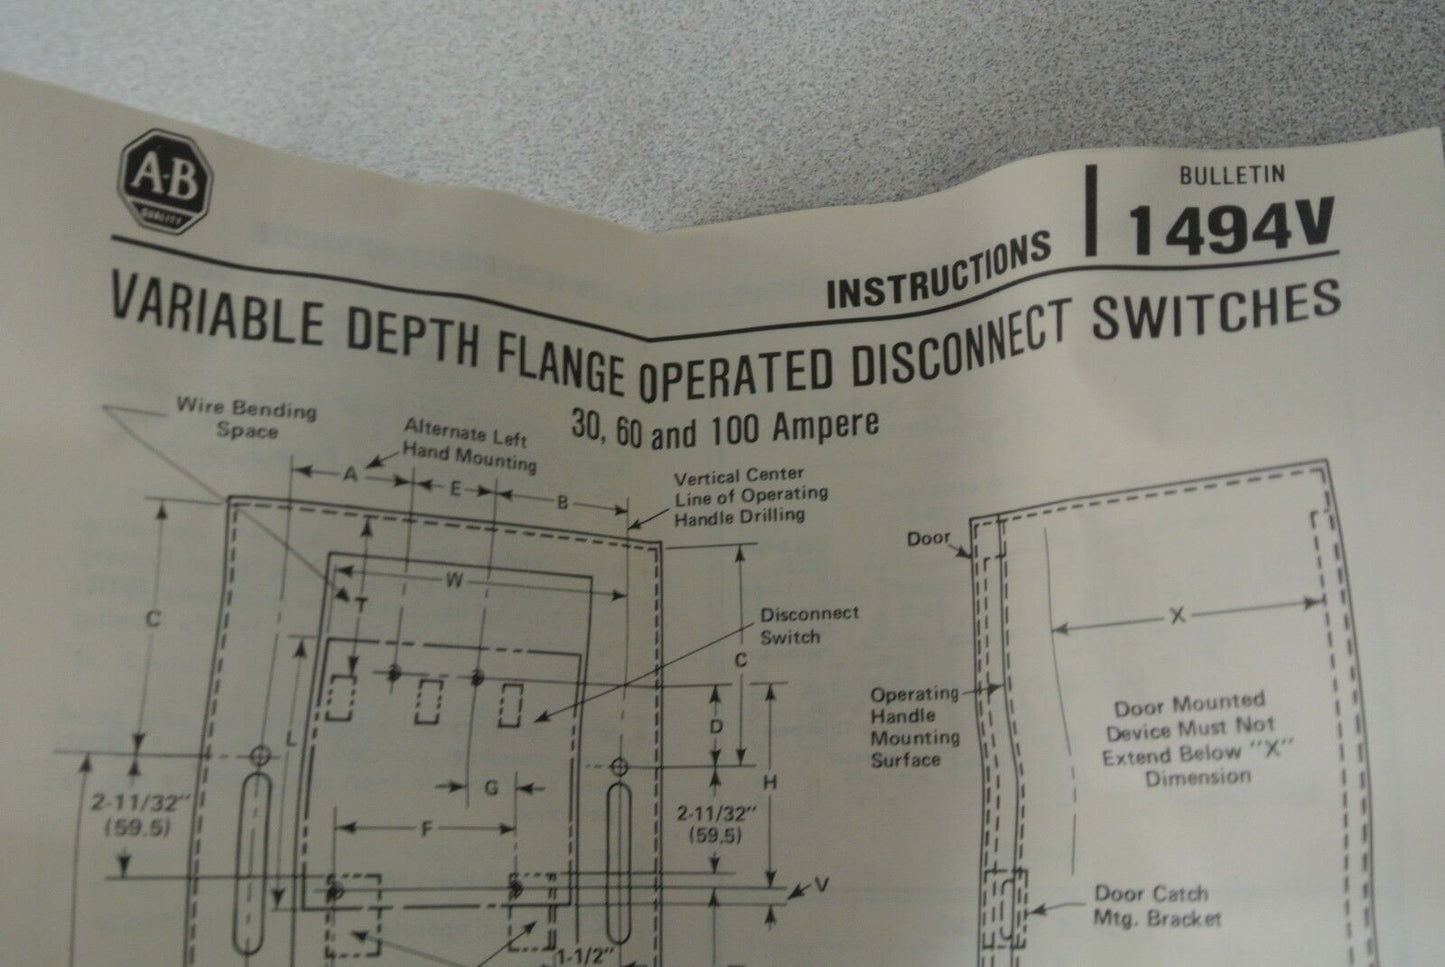 A-B
QUALITY
BULLETIN
1494V
INSTRUCTIONS
VARIABLE DEPTH FLANGE OPERATED DISCONNECT SWITCHES
30, 60 and 100 Ampere
Wire Bending
Space
Alternate Left
Hand Mounting
Vertical Center
Line of Operating
Handle Drilling
A
E
B
C
T
W
Disconnect
Switch
C
L
D
H
G
F
2-11/32"
(59.5)
2-11/32"
(59.5)
V
1-1/2"
Door
X
Operating
Handle
Mounting
Surface
Door Mounted
Device Must Not
Extend Below "X"
Dimension
Door Catch
Mtg. Bracket